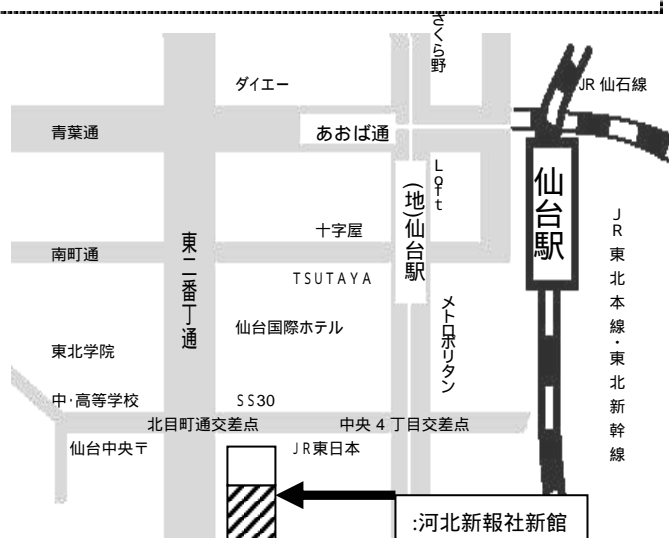 さくら野
ダイエー
JR 仙石線
青葉通
あおば通
Loft
仙台駅
(地)仙台駅
十字屋
南町通
東二番丁通
TSUTAYA
JR東北本線・東北新幹線
メトロポリタン
仙台国際ホテル
東北学院
中・高等学校
SS30
北目町通交差点
中央 4 丁目交差点
仙台中央〒
JR東日本
:河北新報社新館